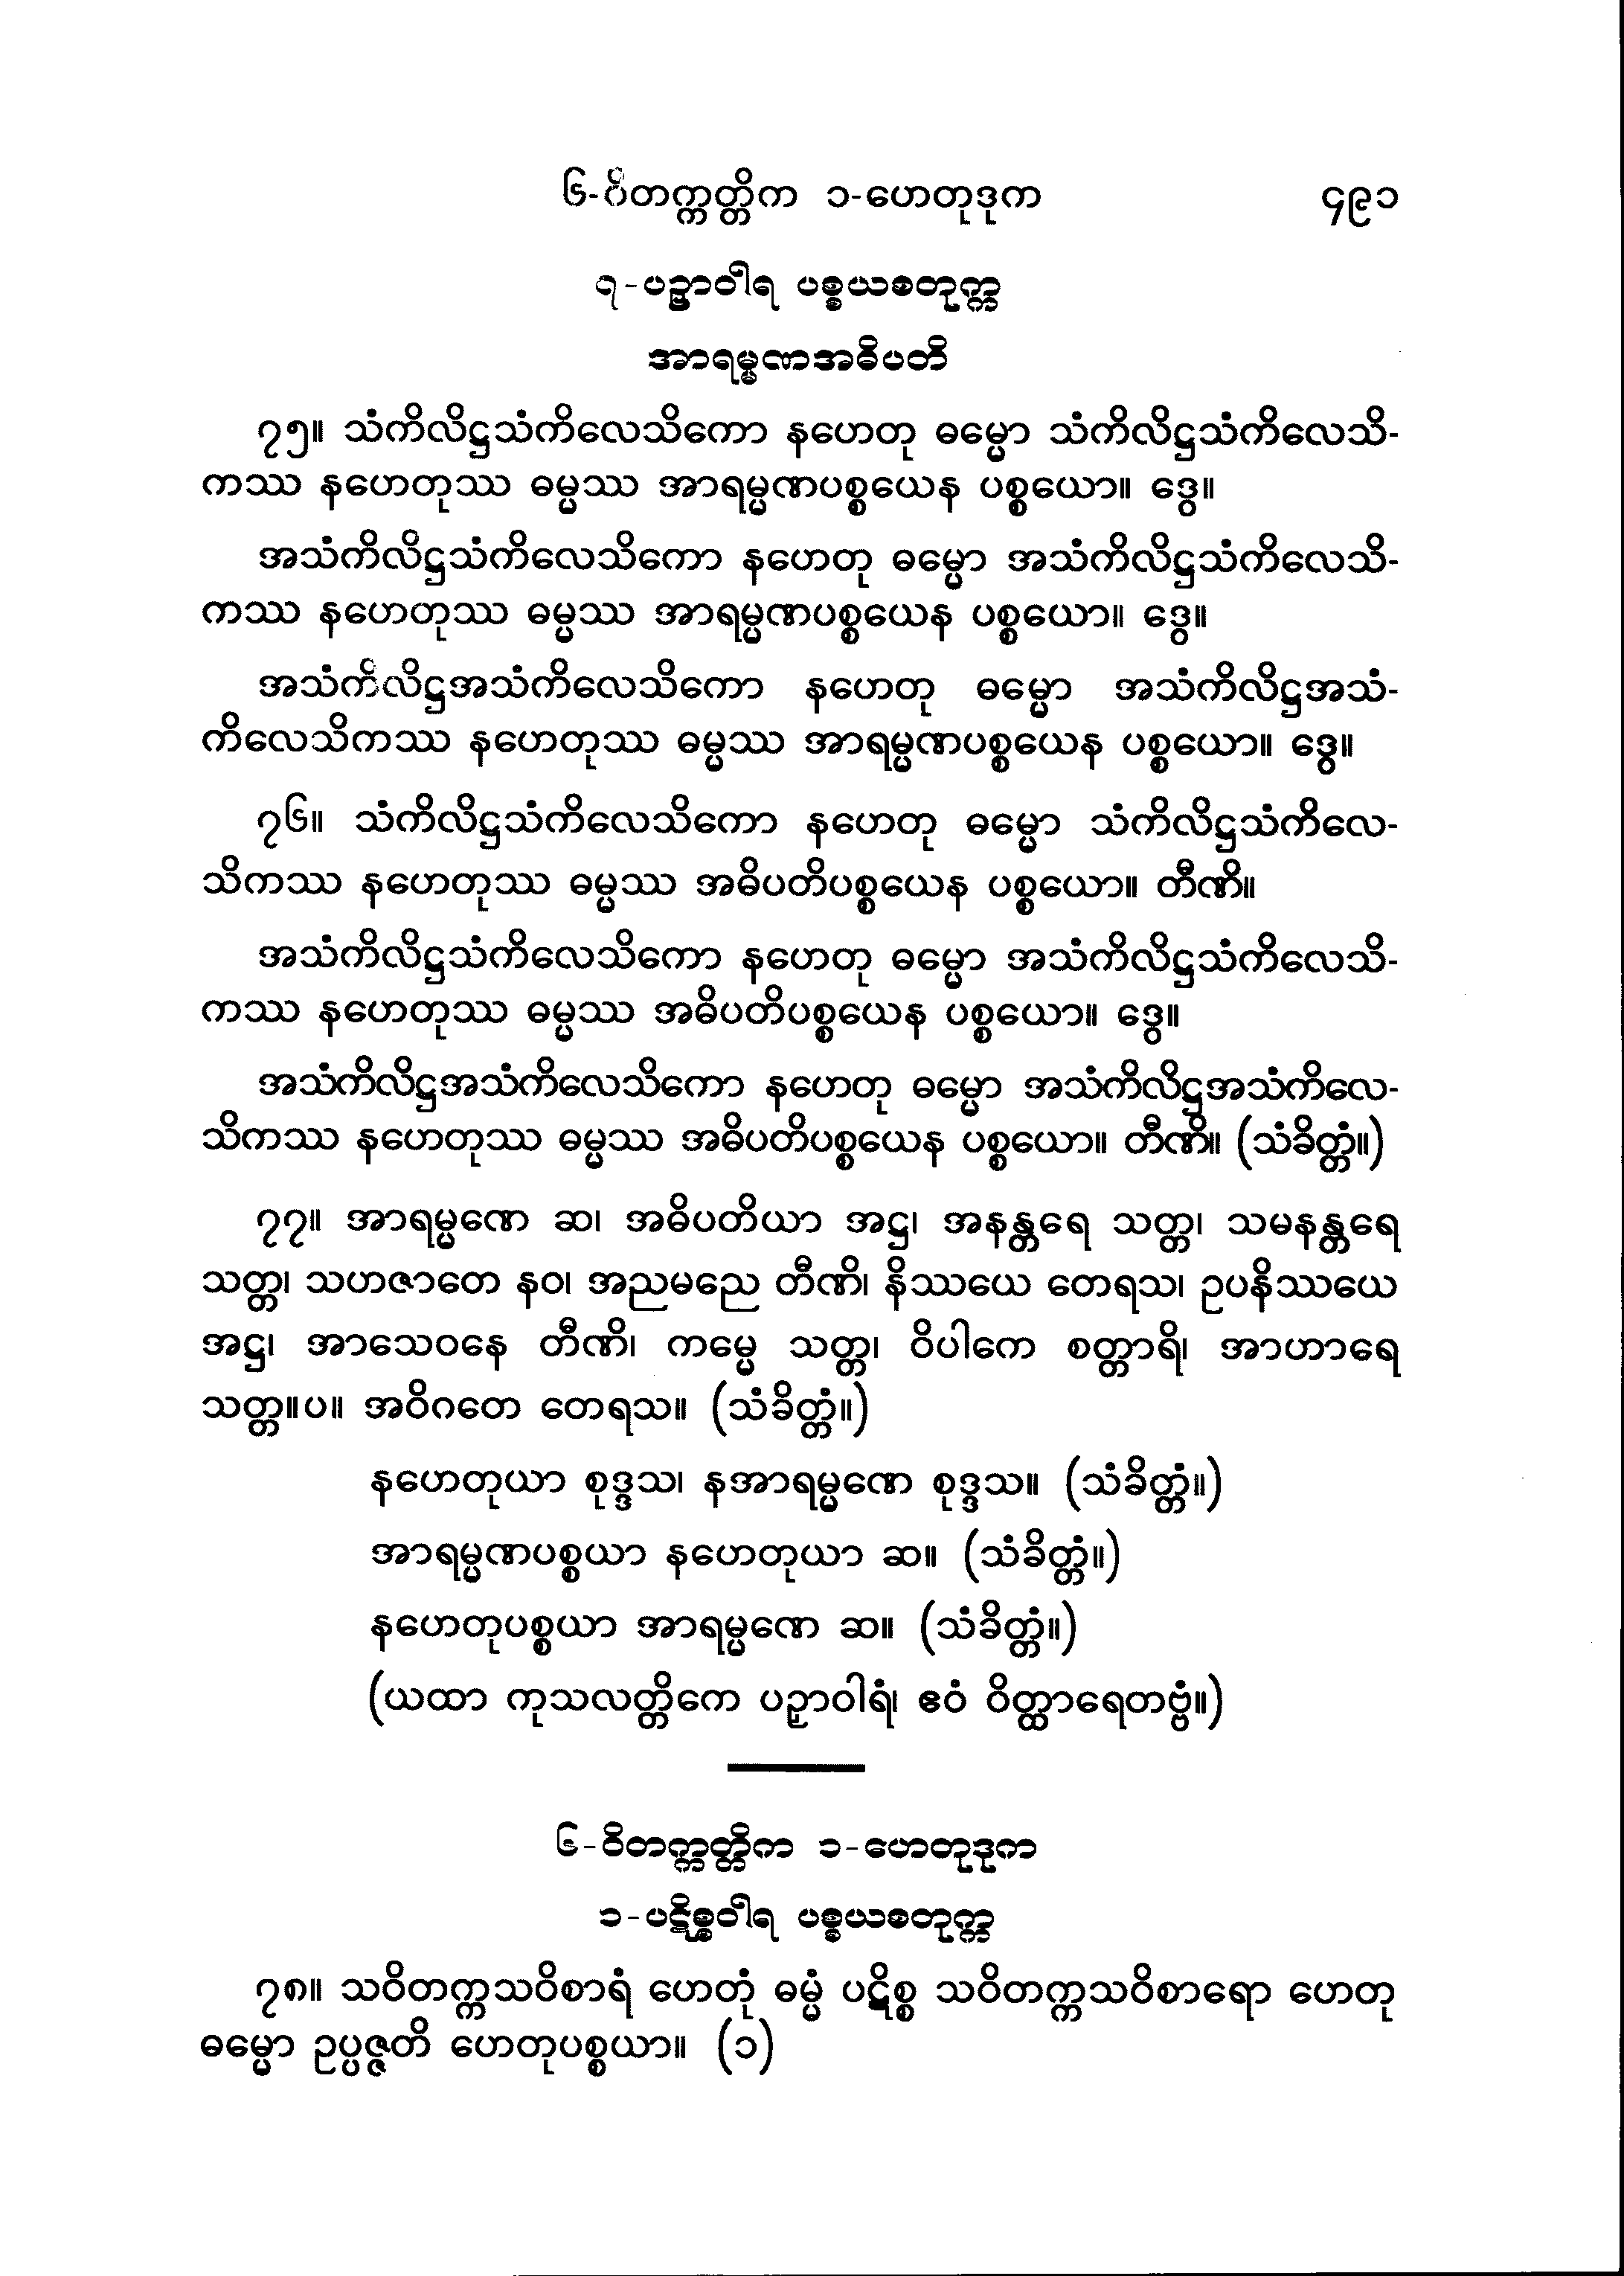 ၆-ဝိတက္ကတ္တိက ၁-ဟေတုဒုက ၄၉၁
၇-ပဉှာဝါရ ပစ္စယစတုက္က
အာရမ္မဏအဓိပတိ
၇၅။ သံကိလိဋ္ဌသံကိလေသိကော နဟေတု ဓမ္မော သံကိလိဋ္ဌသံကိလေသိ-
ကဿ နဟေတုဿ ဓမ္မဿ အာရမ္မဏပစ္စယေန ပစ္စယော။ ဒွေ။
အသံကိလိဋ္ဌသံကိလေသိကော နဟေတု ဓမ္မော အသံကိလိဋ္ဌသံကိလေသိ-
ကဿ နဟေတုဿ ဓမ္မဿ အာရမ္မဏပစ္စယေန ပစ္စယော။ ဒွေ။
အသံကိလိဋ္ဌအသံကိလေသိကော နဟေတု ဓမ္မော အသံကိလိဋ္ဌအသံ-
ကိလေသိကဿ နဟေတုဿ ဓမ္မဿ အာရမ္မဏပစ္စယေန ပစ္စယော။ ဒွေ။
၇၆။ သံကိလိဋ္ဌသံကိလေသိကော နဟေတု ဓမ္မော သံကိလိဋ္ဌသံကိလေ-
သိကဿ နဟေတုဿ ဓမ္မဿ အဓိပတိပစ္စယေန ပစ္စယော။ တီဏိ။
အသံကိလိဋ္ဌသံကိလေသိကော နဟေတု ဓမ္မော အသံကိလိဋ္ဌသံကိလေသိ-
ကဿ နဟေတုဿ ဓမ္မဿ အဓိပတိပစ္စယေန ပစ္စယော။ ဒွေ။
အသံကိလိဋ္ဌအသံကိလေသိကော နဟေတု ဓမ္မော အသံကိလိဋ္ဌအသံကိလေ-
သိကဿ နဟေတုဿ ဓမ္မဿ အဓိပတိပစ္စယေန ပစ္စယော။ တီဏိ။ (သံခိတ္တံ။)
၇၇။ အာရမ္မဏေ ဆ၊ အဓိပတိယာ အဋ္ဌ၊ အနန္တရေ သတ္တ၊ သမနန္တရေ
သတ္တ၊ သဟဇာတေ နဝ၊ အညမညေ တီဏိ၊ နိဿယေ တေရသ၊ ဥပနိဿယေ
အဋ္ဌ၊ အာသေဝနေ တီဏိ၊ ကမ္မေ သတ္တ၊ ဝိပါကေ စတ္တာရိ၊ အာဟာရေ
သတ္တ။ပ။ အဝိဂတေ တေရသ။ (သံခိတ္တံ။)
နဟေတုယာ စုဒ္ဒသ၊ နအာရမ္မဏေ စုဒ္ဒသ။ (သံခိတ္တံ။)
အာရမ္မဏပစ္စယာ နဟေတုယာ ဆ။ (သံခိတ္တံ။)
နဟေတုပစ္စယာ အာရမ္မဏေ ဆ။ (သံခိတ္တံ။)
(ယထာ ကုသလတ္တိကေ ပဉှာဝါရံ၊ ဧဝံ ဝိတ္ထာရေတဗ္ဗံ။)
၆-ဝိတက္ကတ္တိက ၁-ဟေတုဒုက
၁-ပဋိစ္စဝါရ ပစ္စယစတုက္က
၇၈။ သဝိတက္ကသဝိစာရံ ဟေတုံ ဓမ္မံ ပဋိစ္စ သဝိတက္ကသဝိစာရော ဟေတု
ဓမ္မော ဥပ္ပဇ္ဇတိ ဟေတုပစ္စယာ။ (၁)